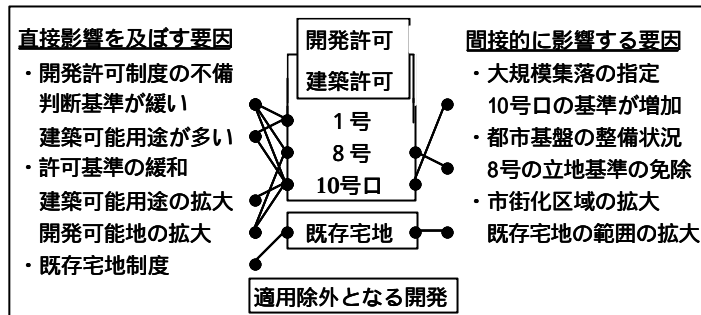 直接影響を及ぼす要因
・開発許可制度の不備
判断基準が緩い
建築可能用途が多い
・許可基準の緩和
建築可能用途の拡大
開発可能地の拡大
・既存宅地制度
開発許可
建築許可
1号
8号
10号ロ
既存宅地
適用除外となる開発
間接的に影響する要因
・大規模集落の指定
10号ロの基準が増加
・都市基盤の整備状況
8号の立地基準の免除
・市街化区域の拡大
既存宅地の範囲の拡大